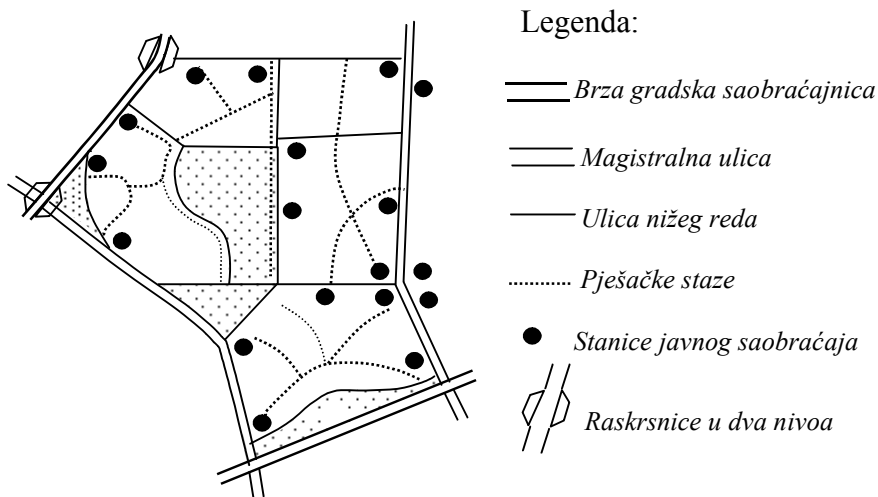 Legenda:
Brza gradska saobraćajnica
Magistralna ulica
Ulica nižeg reda
Pješačke staze
Stanice javnog saobraćaja
Raskrsnice u dva nivoa